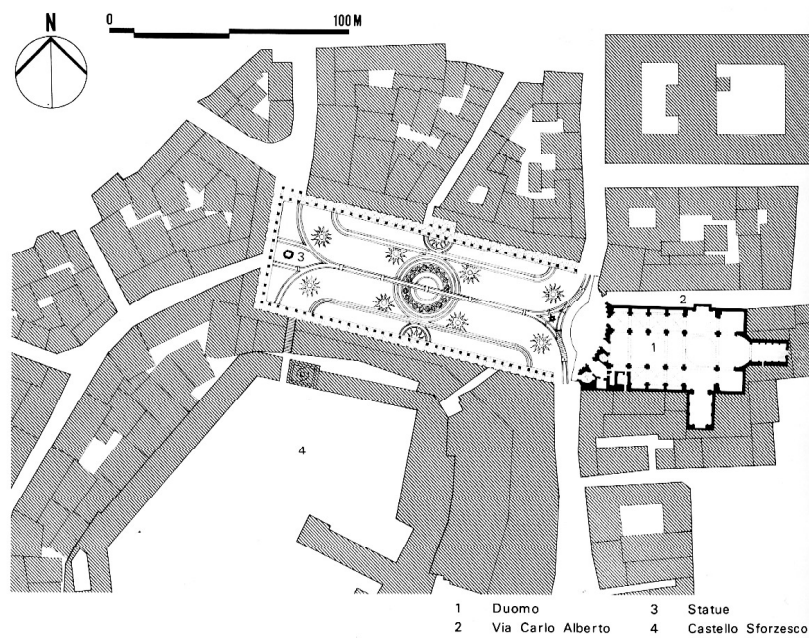 N
0 100 M
3
2
1
4
1 Duomo
2 Via Carlo Alberto
3 Statue
4 Castello Sforzesco